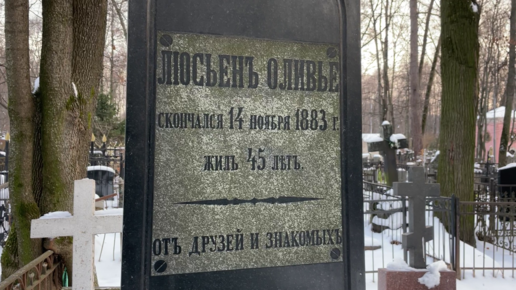 ЛЮСЬЕНЪ ОЛИВЬЕ
СКОНЧАЛСЯ 14 НОЯБРЯ 1883 Г.
ЖИЛЪ 45 ЛѢТЪ.
ОТЪ ДРУЗЕЙ И ЗНАКОМЫХЪ